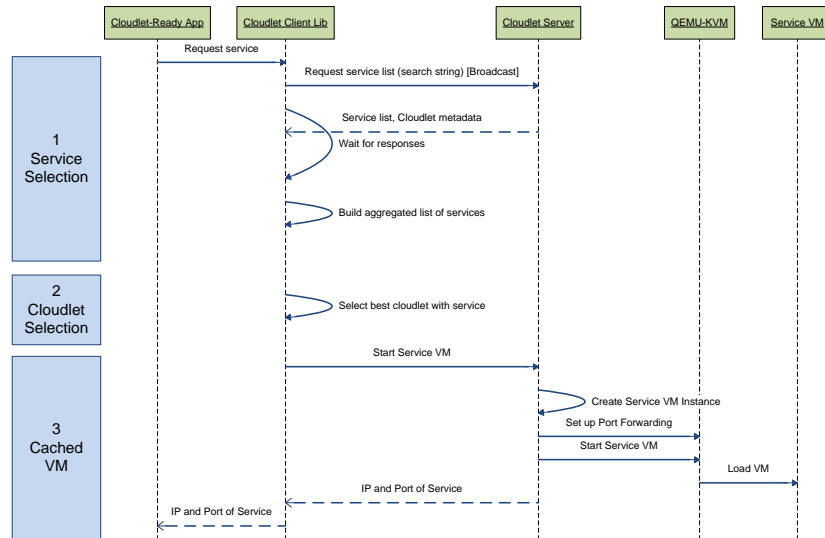 Cloudlet-Ready App
Cloudlet Client Lib
Cloudlet Server
QEMU-KVM
Service VM
Request service
Request service list (search string) [Broadcast]
Service list, Cloudlet metadata
Wait for responses
Build aggregated list of services
1
Service
Selection
2
Cloudlet
Selection
Select best cloudlet with service
Start Service VM
Create Service VM Instance
Set up Port Forwarding
Start Service VM
Load VM
3
Cached
VM
IP and Port of Service
IP and Port of Service